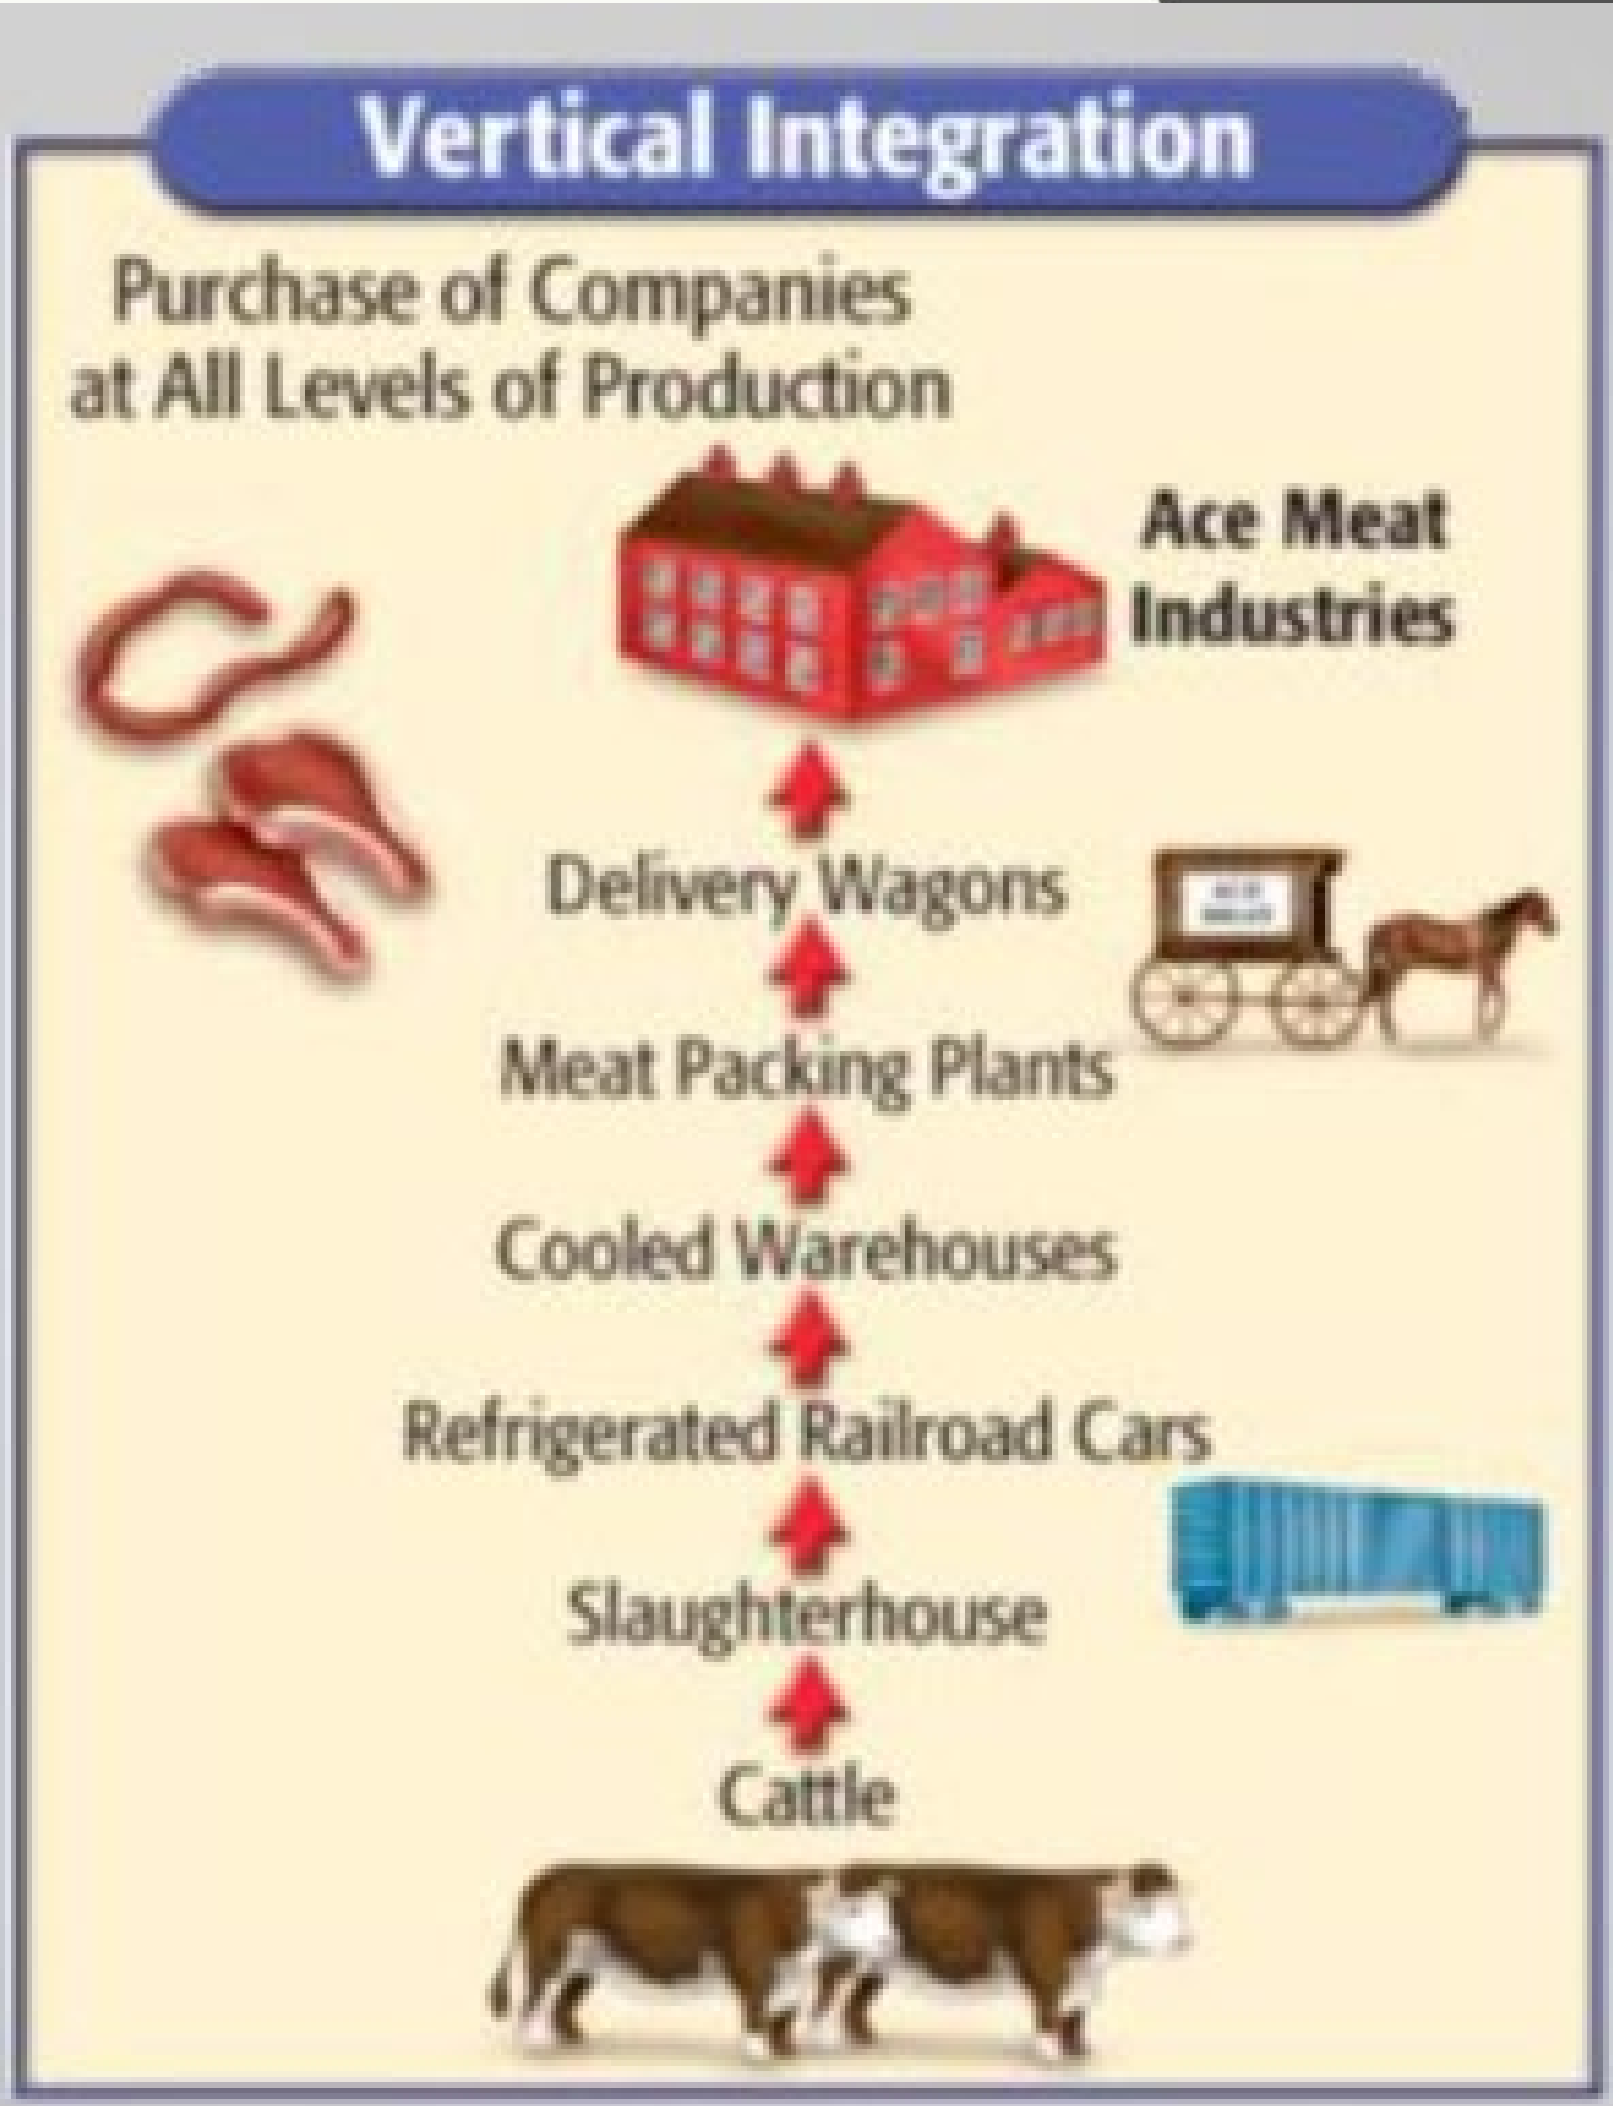 Vertical Integration
Purchase of Companies
at All Levels of Production
Ace Meat
Industries
Delivery Wagons
Meat Packing Plants
Cooled Warehouses
Refrigerated Railroad Cars
Slaughterhouse
Cattle